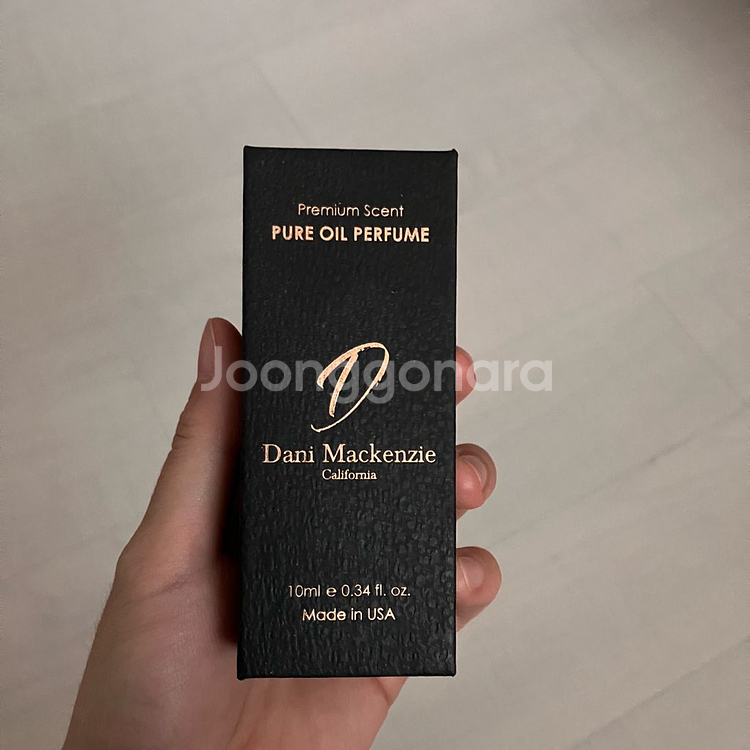 Premium Scent
PURE OIL PERFUME
Joonggonara
D
Dani Mackenzie
California
10ml e 0.34 fl. oz.
Made in USA